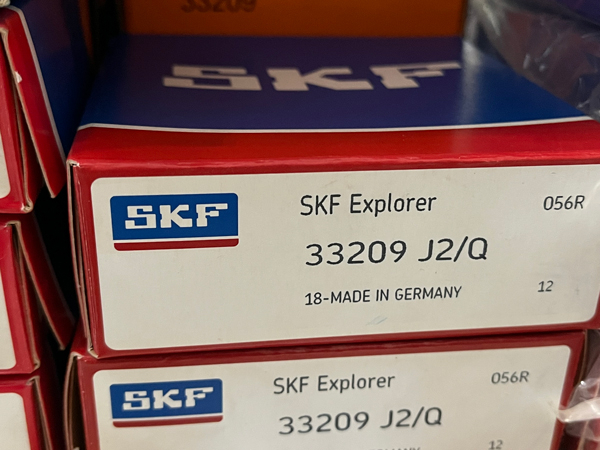 33209
SKF
SKF
SKF Explorer
056R
33209 J2/Q
18-MADE IN GERMANY
12
SKF
SKF Explorer
056R
33209 J2/Q
12